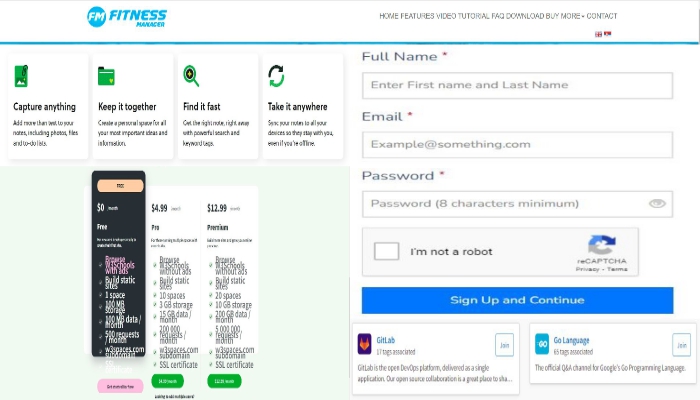 FM FITNESS
MANAGER
HOME FEATURES VIDEO TUTORIAL FAQ DOWNLOAD BUY MORE CONTACT
Capture anything
Add more than text to your
notes, including photos, files
and to-do lists.
Keep it together
Create a personal space for all
your most important ideas and
information.
Find it fast
Get the right note, right away
with powerful search and
keyword tags.
Take it anywhere
Sync your notes to all your
devices so they stay with you,
even if you're offline.
Full Name *
Enter First name and Last Name
Email *
Example@something.com
Password *
Password (8 characters minimum)
I'm not a robot
reCAPTCHA
Privacy - Terms
Sign Up and Continue
FREE
$0 /month
Free
Browse
W3Schools
with ads
Build static
sites
1 space
100 MB
storage
100 MB data /
month
500 requests
/ month
w3spaces.com
subdomain
SSL certificate
Get started for free
$4.99 /month
Pro
Browse
W3Schools
without ads
Build static
sites
10 spaces
3 GB storage
15 GB data /
month
200 000
requests /
month
w3spaces.com
subdomain
SSL certificate
$4.99/month
$12.99 /month
Premium
Browse
W3Schools
without ads
Build static
sites
20 spaces
10 GB storage
200 GB data /
month
5 000 000
requests /
month
w3spaces.com
subdomain
SSL certificate
$12.99/month
GitLab
17 tags associated
Join
GitLab is the open DevOps platform, delivered as a single
application. Our open source collaboration is a great place to sha...
GO
Go Language
65 tags associated
Join
The official Q&A channel for Google's Go Programming Language.